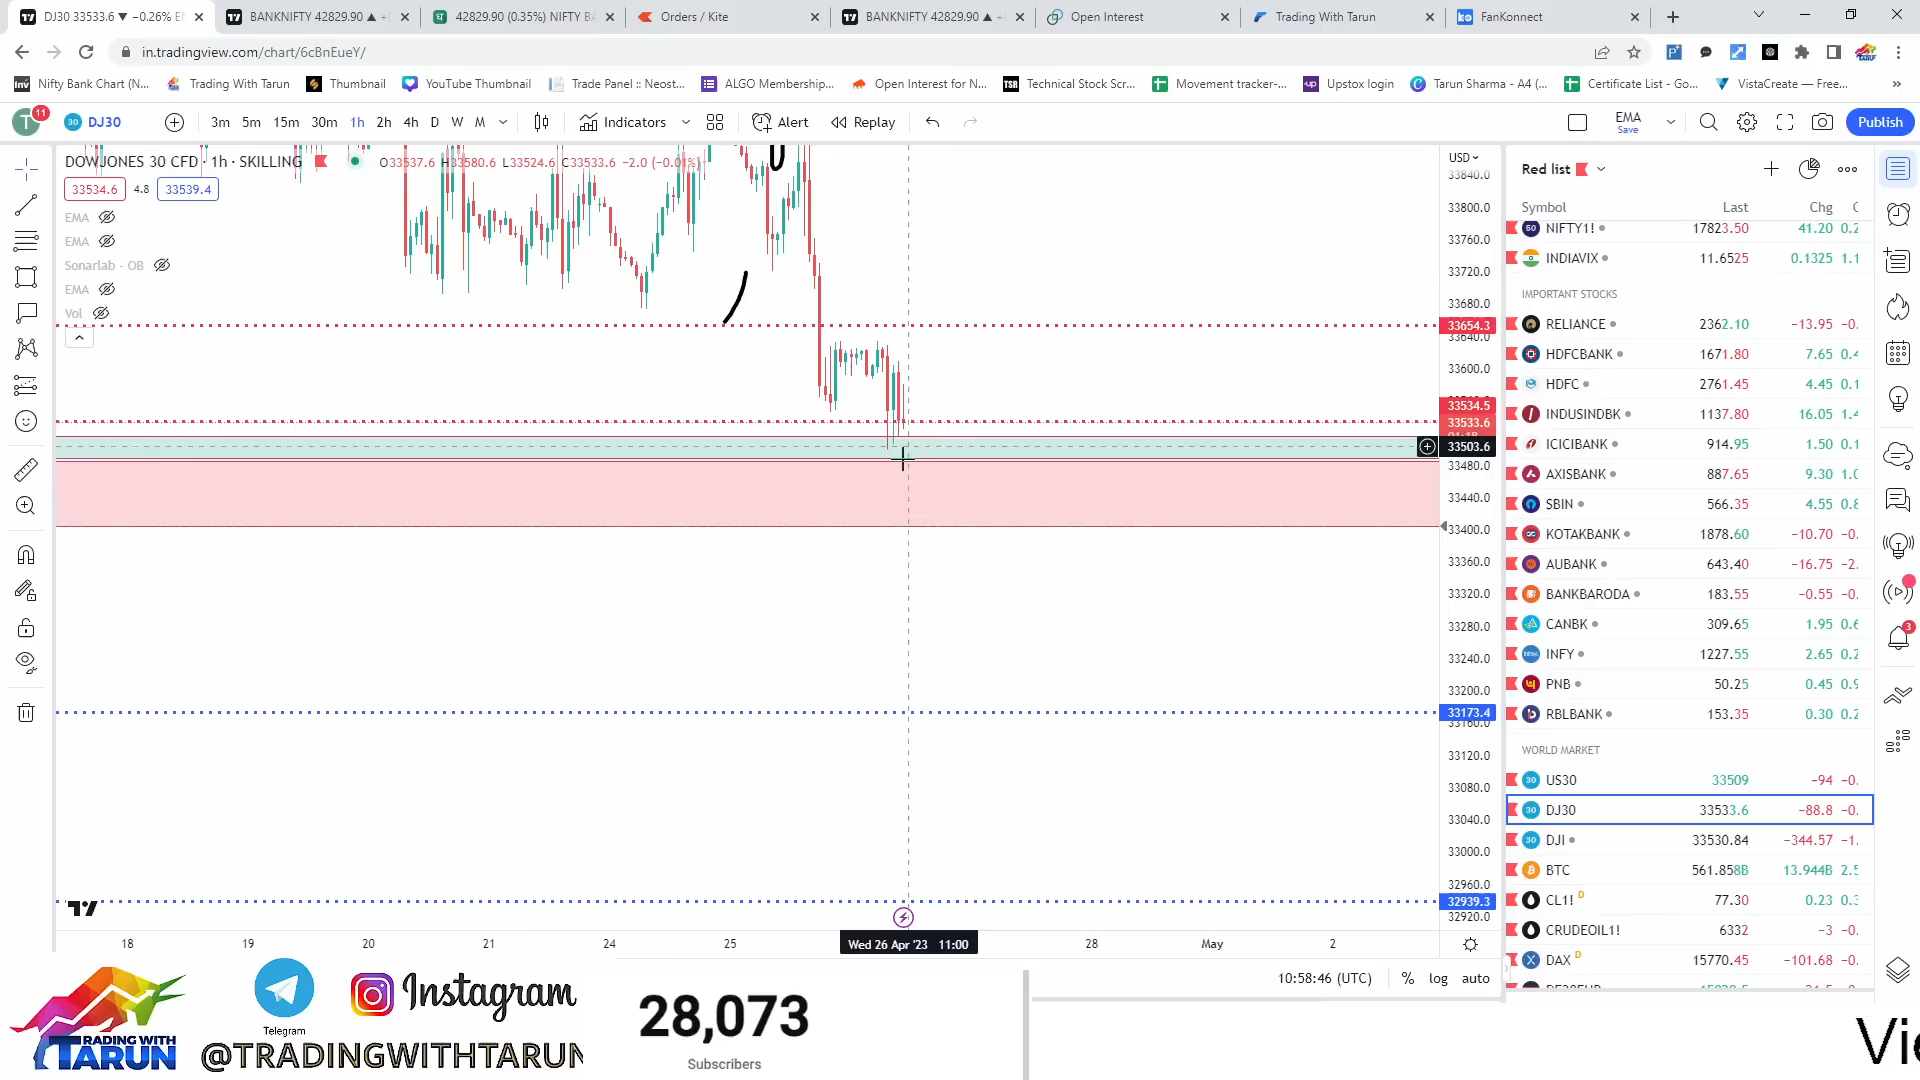 DJ30 33533.6 ▼ −0.26%
BANKNIFTY 42829.90 ▲
42829.90 (0.35%) NIFTY B
Orders / Kite
BANKNIFTY 42829.90 ▲
Open Interest
Trading With Tarun
FanKonnect
in.tradingview.com/chart/6cBnEueY/
Nifty Bank Chart (N...
Trading With Tarun
Thumbnail
YouTube Thumbnail
Trade Panel :: Neost...
ALGO Membership...
Open Interest for N...
Technical Stock Scr...
Movement tracker-...
Upstox login
Tarun Sharma - A4 (...
Certificate List - Go...
VistaCreate — Free...
T 11
DJ30
3m 5m 15m 30m 1h 2h 4h D W M
Indicators
Alert
Replay
EMA
Save
Publish
DOWJONES 30 CFD · 1h · SKILLING
O33537.6 H33580.6 L33524.6 C33533.6 −2.0 (−0.01%)
33534.6 4.8 33539.4
EMA
EMA
Sonarlab - OB
EMA
Vol
USD
33840.0
33800.0
33760.0
33720.0
33680.0
33654.3
33640.0
33600.0
33534.5
33533.6
33503.6
33480.0
33440.0
33400.0
33360.0
33320.0
33280.0
33240.0
33200.0
33173.4
33160.0
33120.0
33080.0
33040.0
33000.0
32960.0
32939.3
32920.0
18 19 20 21 24 25 Wed 26 Apr '23 11:00 28 May 2
10:58:46 (UTC) % log auto
Red list
Symbol Last Chg
NIFTY1! 17823.50 41.20 0.2
INDIAVIX 11.6525 0.1325 1.1
IMPORTANT STOCKS
RELIANCE 2362.10 −13.95 −0.
HDFCBANK 1671.80 7.65 0.4
HDFC 2761.45 4.45 0.1
INDUSINDBK 1137.80 16.05 1.4
ICICIBANK 914.95 1.50 0.1
AXISBANK 887.65 9.30 1.0
SBIN 566.35 4.55 0.8
KOTAKBANK 1878.60 −10.70 −0.
AUBANK 643.40 −16.75 −2.
BANKBARODA 183.55 −0.55 −0.
CANBK 309.65 1.95 0.6
INFY 1227.55 2.65 0.2
PNB 50.25 0.45 0.9
RBLBANK 153.35 0.30 0.2
WORLD MARKET
US30 33509 −94 −0.
DJ30 33533.6 −88.8 −0.
DJI 33530.84 −344.57 −1.
BTC 561.858B 13.944B 2.5
CL1! D 77.30 0.23 0.3
CRUDEOIL1! 6332 −3 −0.
DAX D 15770.45 −101.68 −0.
3
TRADING WITH
TARUN
Telegram
Instagram
@TRADINGWITHTARUN
28,073
Subscribers
Vie